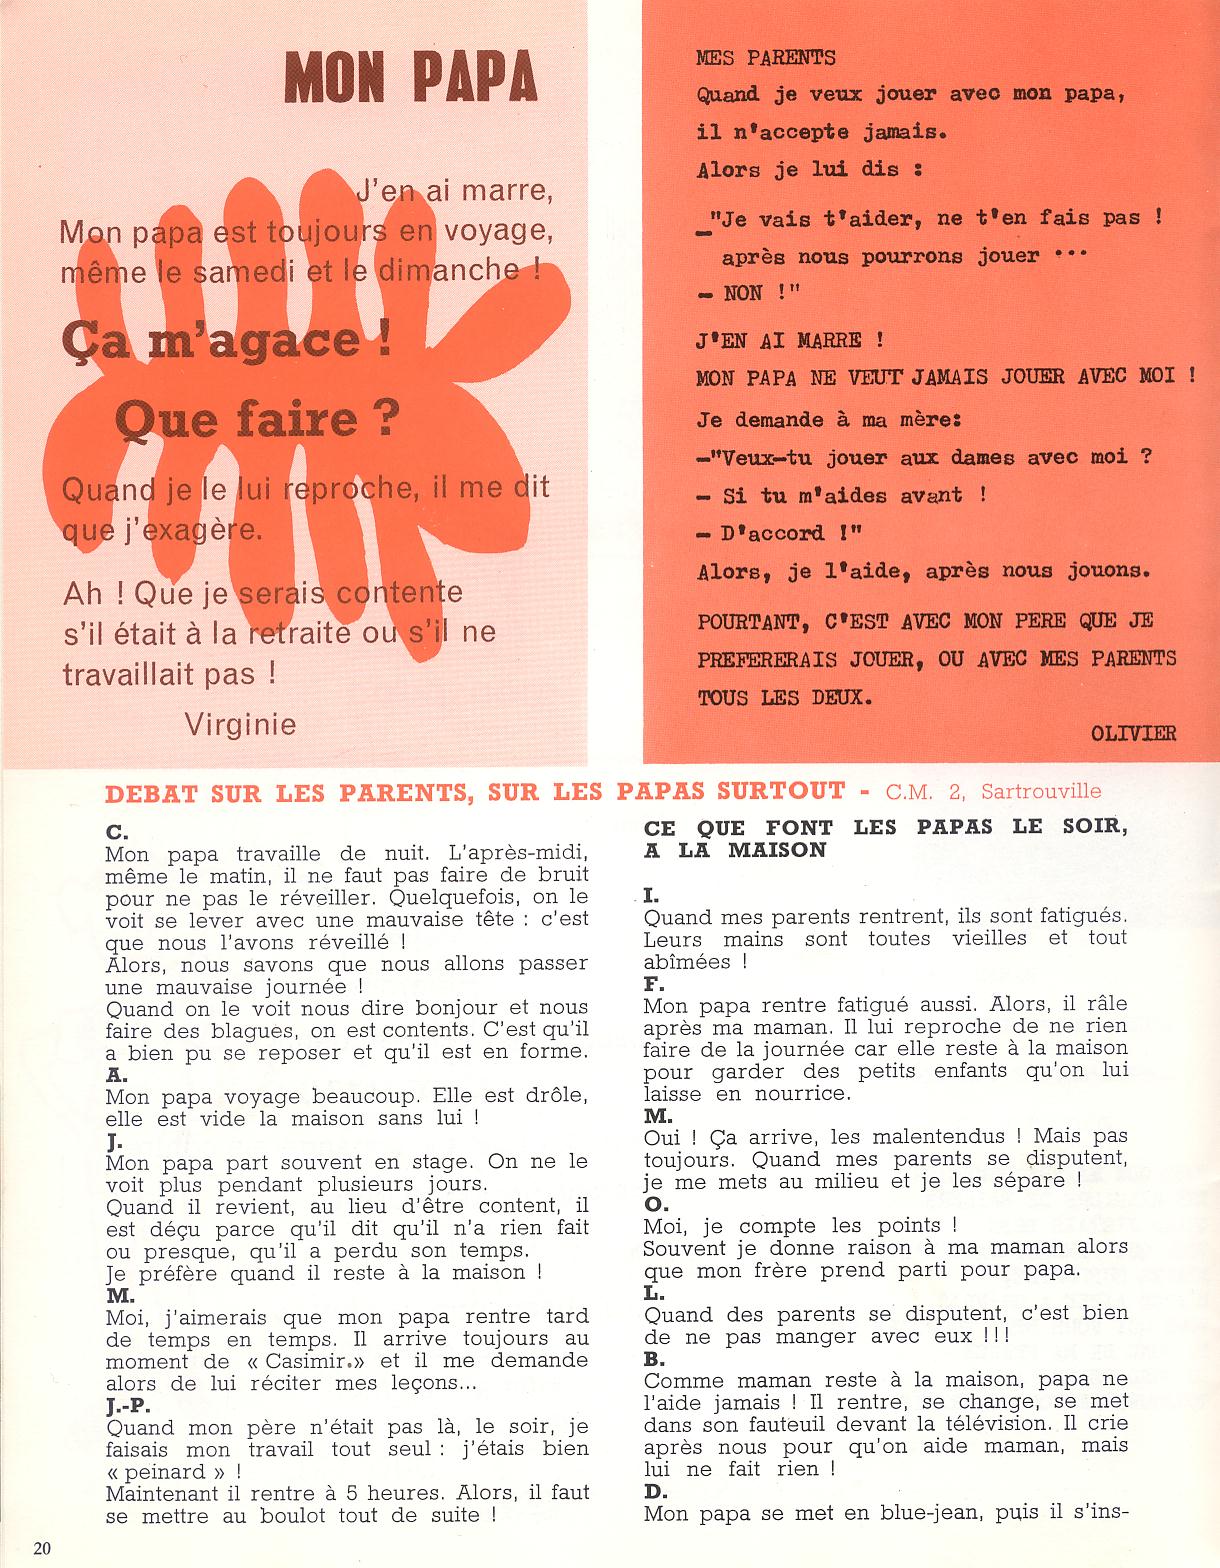 MON PAPA
J'en ai marre,
Mon papa est toujours en voyage,
même le samedi et le dimanche !
Ça m'agace !
Que faire ?
Quand je le lui reproche, il me dit
que j'exagère.
Ah ! Que je serais contente
s'il était à la retraite ou s'il ne
travaillait pas !
Virginie
MES PARENTS
Quand je veux jouer avec mon papa,
il n'accepte jamais.
Alors je lui dis :
_"Je vais t'aider, ne t'en fais pas !
après nous pourrons jouer ...
- NON !"
J'EN AI MARRE !
MON PAPA NE VEUT JAMAIS JOUER AVEC MOI !
Je demande à ma mère:
-"Veux-tu jouer aux dames avec moi ?
- Si tu m'aides avant !
- D'accord !"
Alors, je l'aide, après nous jouons.
POURTANT, C'EST AVEC MON PERE QUE JE
PREFERERAIS JOUER, OU AVEC MES PARENTS
TOUS LES DEUX.
OLIVIER
DEBAT SUR LES PARENTS, SUR LES PAPAS SURTOUT - C.M. 2, Sartrouville
C.
Mon papa travaille de nuit. L'après-midi,
même le matin, il ne faut pas faire de bruit
pour ne pas le réveiller. Quelquefois, on le
voit se lever avec une mauvaise tête : c'est
que nous l'avons réveillé !
Alors, nous savons que nous allons passer
une mauvaise journée !
Quand on le voit nous dire bonjour et nous
faire des blagues, on est contents. C'est qu'il
a bien pu se reposer et qu'il est en forme.
A.
Mon papa voyage beaucoup. Elle est drôle,
elle est vide la maison sans lui !
J.
Mon papa part souvent en stage. On ne le
voit plus pendant plusieurs jours.
Quand il revient, au lieu d'être content, il
est déçu parce qu'il dit qu'il n'a rien fait
ou presque, qu'il a perdu son temps.
Je préfère quand il reste à la maison !
M.
Moi, j'aimerais que mon papa rentre tard
de temps en temps. Il arrive toujours au
moment de « Casimir.» et il me demande
alors de lui réciter mes leçons...
J.-P.
Quand mon père n'était pas là, le soir, je
faisais mon travail tout seul : j'étais bien
« peinard » !
Maintenant il rentre à 5 heures. Alors, il faut
se mettre au boulot tout de suite !
CE QUE FONT LES PAPAS LE SOIR,
A LA MAISON
I.
Quand mes parents rentrent, ils sont fatigués.
Leurs mains sont toutes vieilles et tout
abîmées !
F.
Mon papa rentre fatigué aussi. Alors, il râle
après ma maman. Il lui reproche de ne rien
faire de la journée car elle reste à la maison
pour garder des petits enfants qu'on lui
laisse en nourrice.
M.
Oui ! Ça arrive, les malentendus ! Mais pas
toujours. Quand mes parents se disputent,
je me mets au milieu et je les sépare !
O.
Moi, je compte les points !
Souvent je donne raison à ma maman alors
que mon frère prend parti pour papa.
L.
Quand des parents se disputent, c'est bien
de ne pas manger avec eux !!!
B.
Comme maman reste à la maison, papa ne
l'aide jamais ! Il rentre, se change, se met
dans son fauteuil devant la télévision. Il crie
après nous pour qu'on aide maman, mais
lui ne fait rien !
D.
Mon papa se met en blue-jean, puis il s'ins-
20